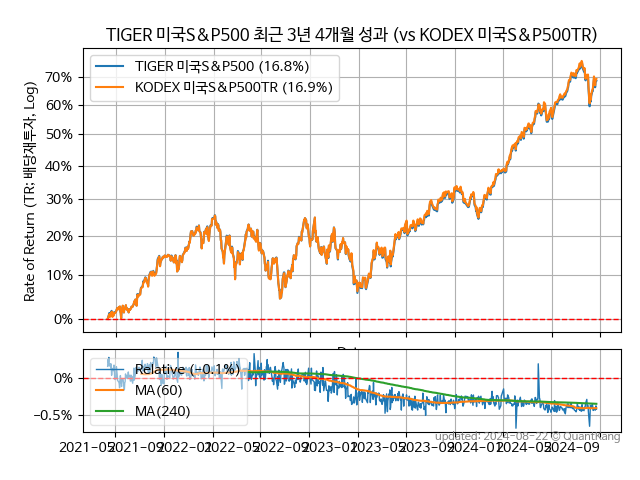 TIGER 미국S&P500 최근 3년 4개월 성과 (vs KODEX 미국S&P500TR)
TIGER 미국S&P500 (16.8%)
KODEX 미국S&P500TR (16.9%)
Rate of Return (TR: 배당재투자, Log)
70%
60%
50%
40%
30%
20%
10%
0%
Relative (-0.1%)
MA(60)
MA(240)
0%
−0.5%
2021-05 2021-09 2022-01 2022-05 2022-09 2023-01 2023-05 2023-09 2024-01 2024-05 2024-09
updated: 2024-08-22 © QuantKang